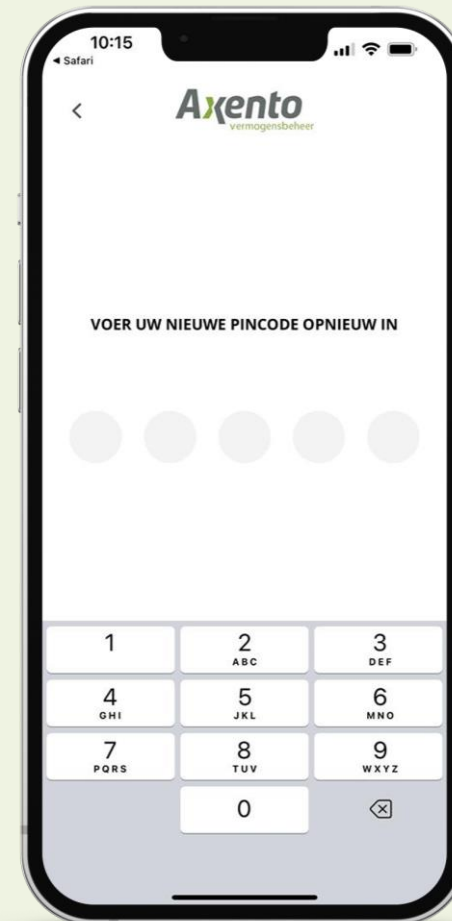 10:15
◀ Safari
Axento
vermogensbeheer
VOER UW NIEUWE PINCODE OPNIEUW IN
1 2 3
ABC DEF
4 5 6
GHI JKL MNO
7 8 9
PQRS TUV WXYZ
0